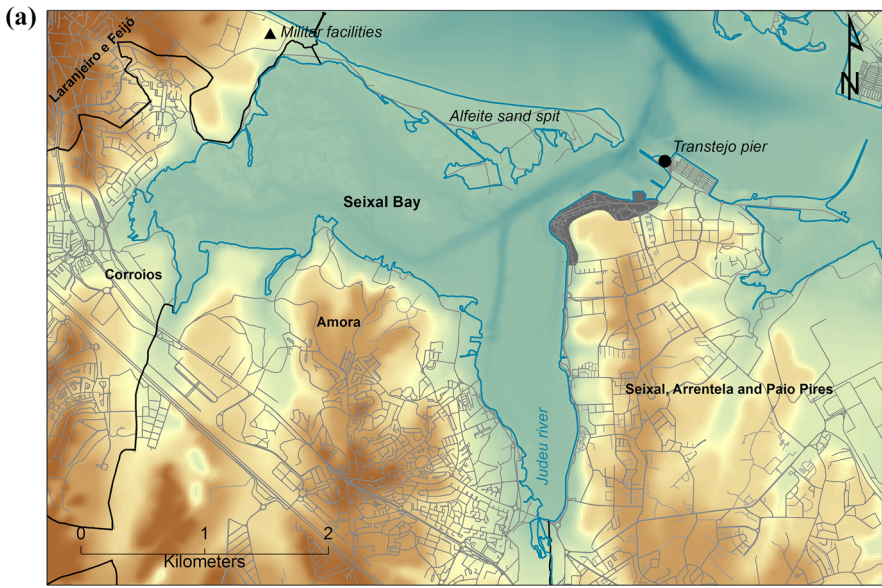 (a)
Militar facilities
Laranjeiro e Feijó
N
Alfeite sand spit
Transtejo pier
Seixal Bay
Corroios
Amora
Seixal, Arrentela and Paio Pires
Judeu river
0 1 2
Kilometers